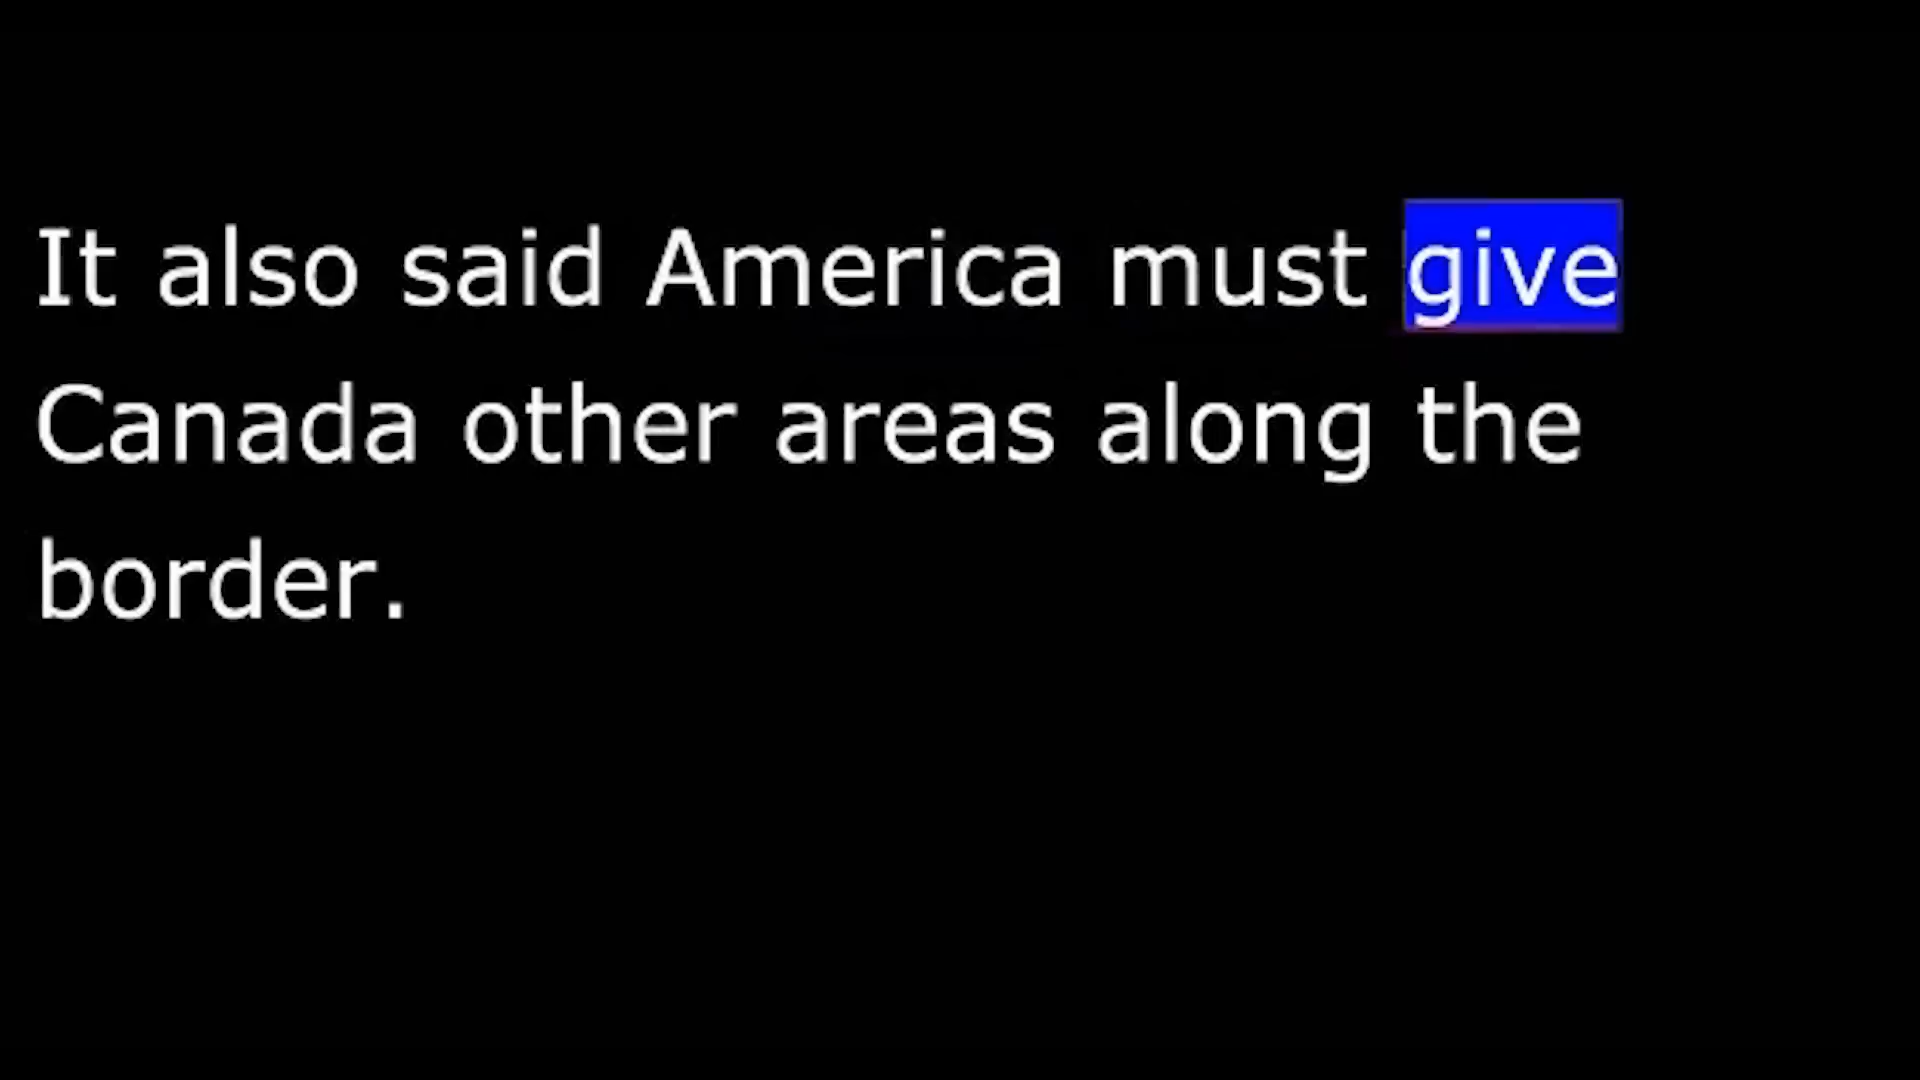 It also said America must give
Canada other areas along the
border.